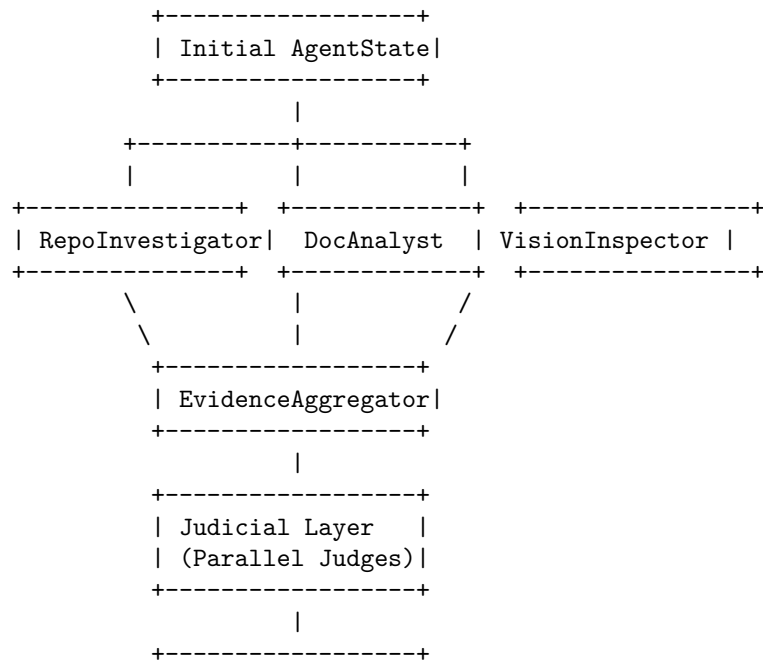 +------------------+
| Initial AgentState|
+------------------+
|
+-----------+-----------+
| | |
+---------------+ +-------------+ +----------------+
| RepoInvestigator| DocAnalyst | VisionInspector |
+---------------+ +-------------+ +----------------+
\ | /
\ | /
+------------------+
| EvidenceAggregator|
+------------------+
|
+------------------+
| Judicial Layer |
| (Parallel Judges)|
+------------------+
|
+------------------+